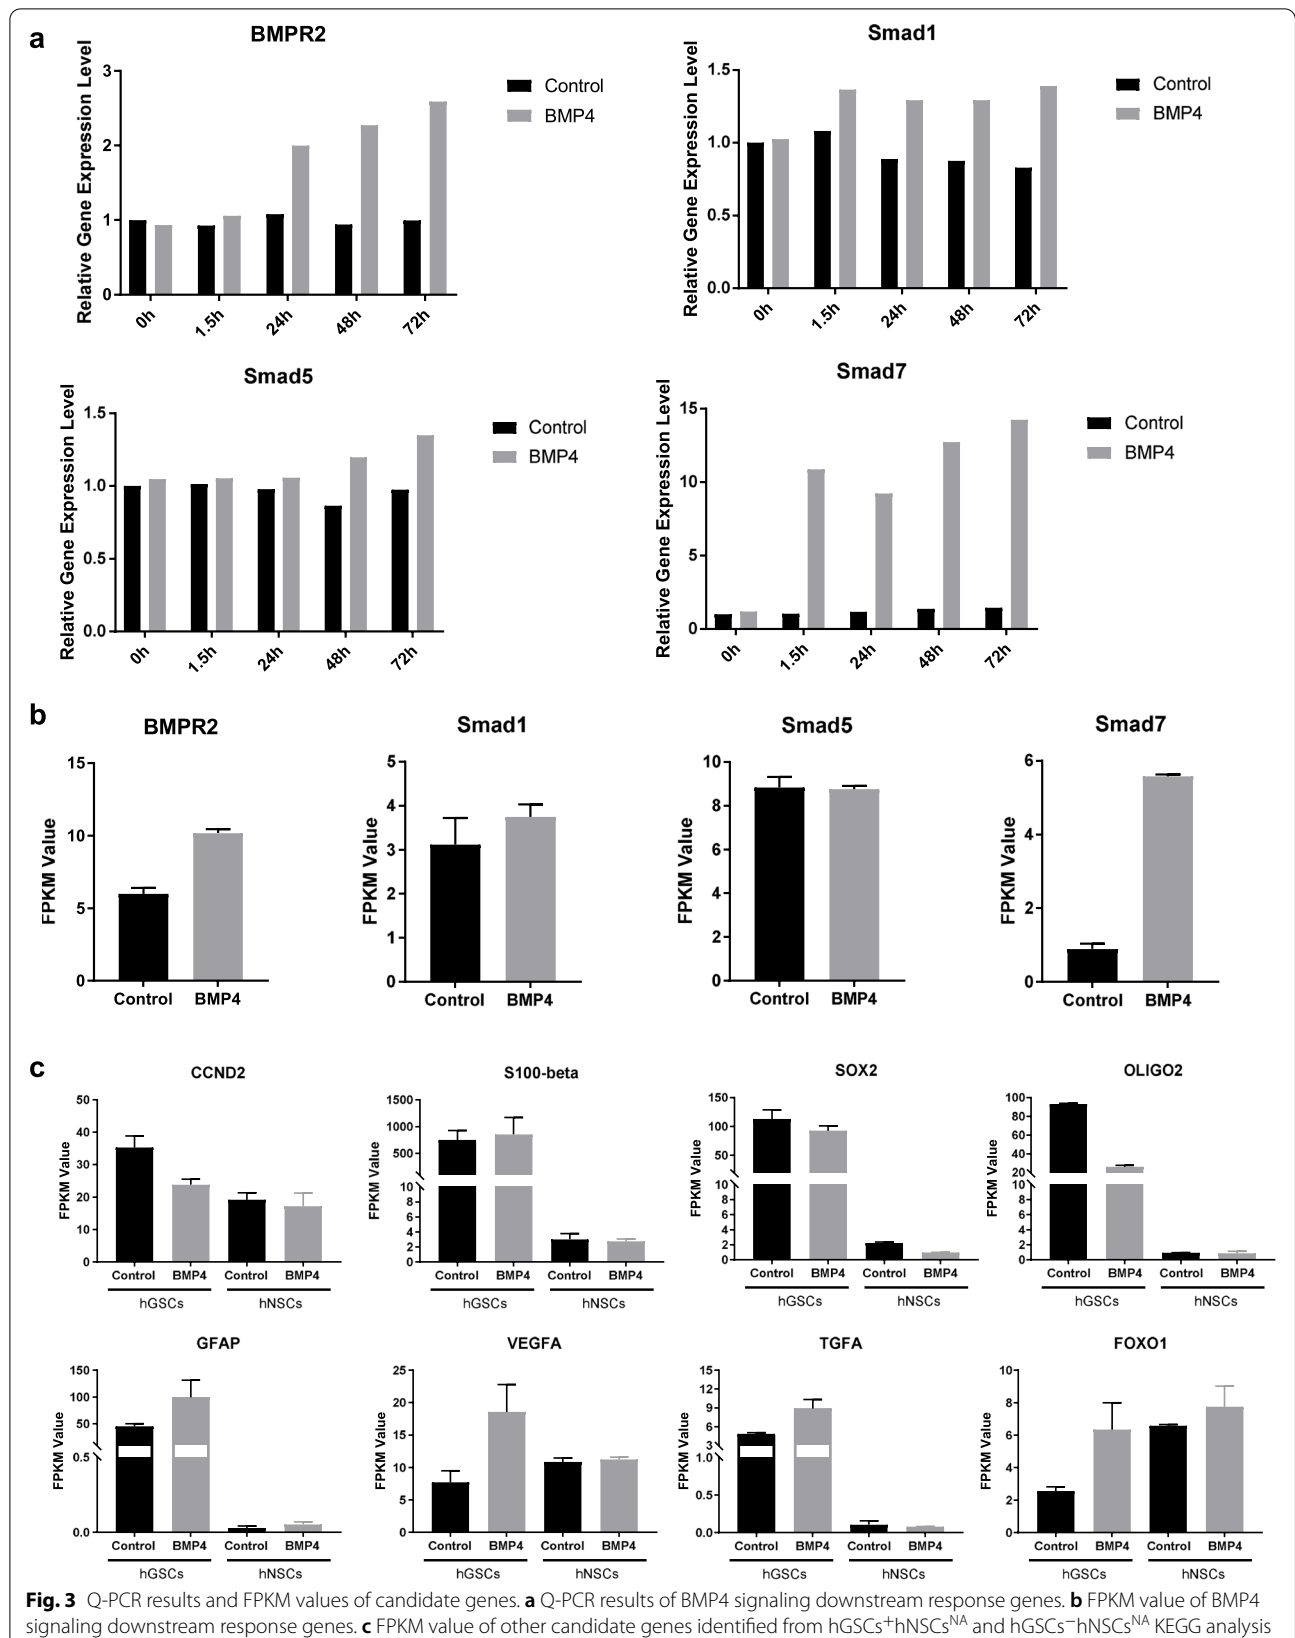 a
BMPR2
Relative Gene Expression Level
3
2
1
0
0h 1.5h 24h 48h 72h
Control
BMP4
Smad1
Relative Gene Expression Level
1.5
1.0
0.5
0.0
0h 1.5h 24h 48h 72h
Control
BMP4
Smad5
Relative Gene Expression Level
1.5
1.0
0.5
0.0
0h 1.5h 24h 48h 72h
Control
BMP4
Smad7
Relative Gene Expression Level
15
10
5
0
0h 1.5h 24h 48h 72h
Control
BMP4
b
BMPR2
FPKM Value
15
10
5
0
Control BMP4
Smad1
FPKM Value
5
4
3
2
1
0
Control BMP4
Smad5
FPKM Value
10
8
6
4
2
0
Control BMP4
Smad7
FPKM Value
6
4
2
0
Control BMP4
c
CCND2
FPKM Value
50
40
30
20
10
0
Control BMP4 Control BMP4
hGSCs hNSCs
S100-beta
FPKM Value
1500
1000
500
10
8
6
4
2
0
Control BMP4 Control BMP4
hGSCs hNSCs
SOX2
FPKM Value
150
100
50
10
8
6
4
2
0
Control BMP4 Control BMP4
hGSCs hNSCs
OLIGO2
FPKM Value
100
80
60
40
20
10
8
6
4
2
0
Control BMP4 Control BMP4
hGSCs hNSCs
GFAP
FPKM Value
150
100
50
0.5
0.0
Control BMP4 Control BMP4
hGSCs hNSCs
VEGFA
FPKM Value
25
20
15
10
5
0
Control BMP4 Control BMP4
hGSCs hNSCs
TGFA
FPKM Value
15
12
9
6
3
1.0
0.5
0.0
Control BMP4 Control BMP4
hGSCs hNSCs
FOXO1
FPKM Value
10
8
6
4
2
0
Control BMP4 Control BMP4
hGSCs hNSCs
Fig. 3 Q-PCR results and FPKM values of candidate genes. a Q-PCR results of BMP4 signaling downstream response genes. b FPKM value of BMP4
signaling downstream response genes. c FPKM value of other candidate genes identified from hGSCs⁺hNSCsᴺᴬ and hGSCs⁻hNSCsᴺᴬ KEGG analysis